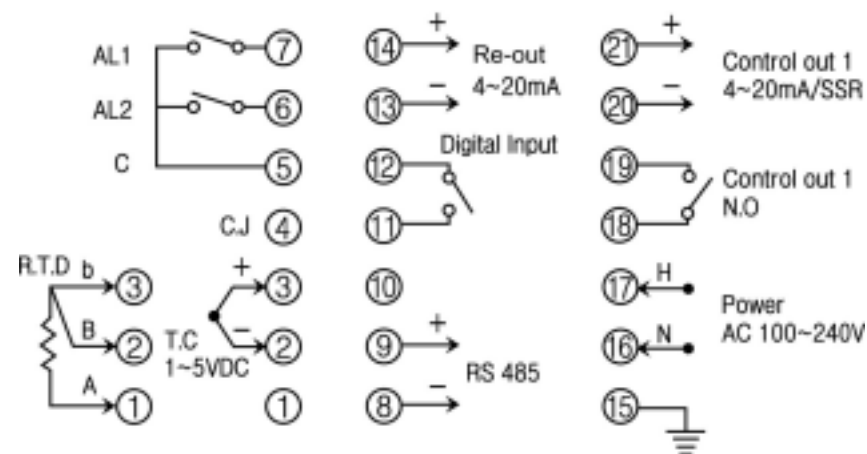 AL1
⑦
AL2
⑥
C
⑤
C.J ④
R.T.D b ③
B ②
A ①
+ ③
T.C
1~5VDC
− ②
①
⑭ +
Re-out
4~20mA
⑬ −
Digital Input
⑫
⑪
⑩
⑨ +
RS 485
⑧ −
㉑ +
Control out 1
4~20mA/SSR
⑳ −
⑲
Control out 1
N.O
⑱
⑰ H
Power
AC 100~240V
⑯ N
⑮